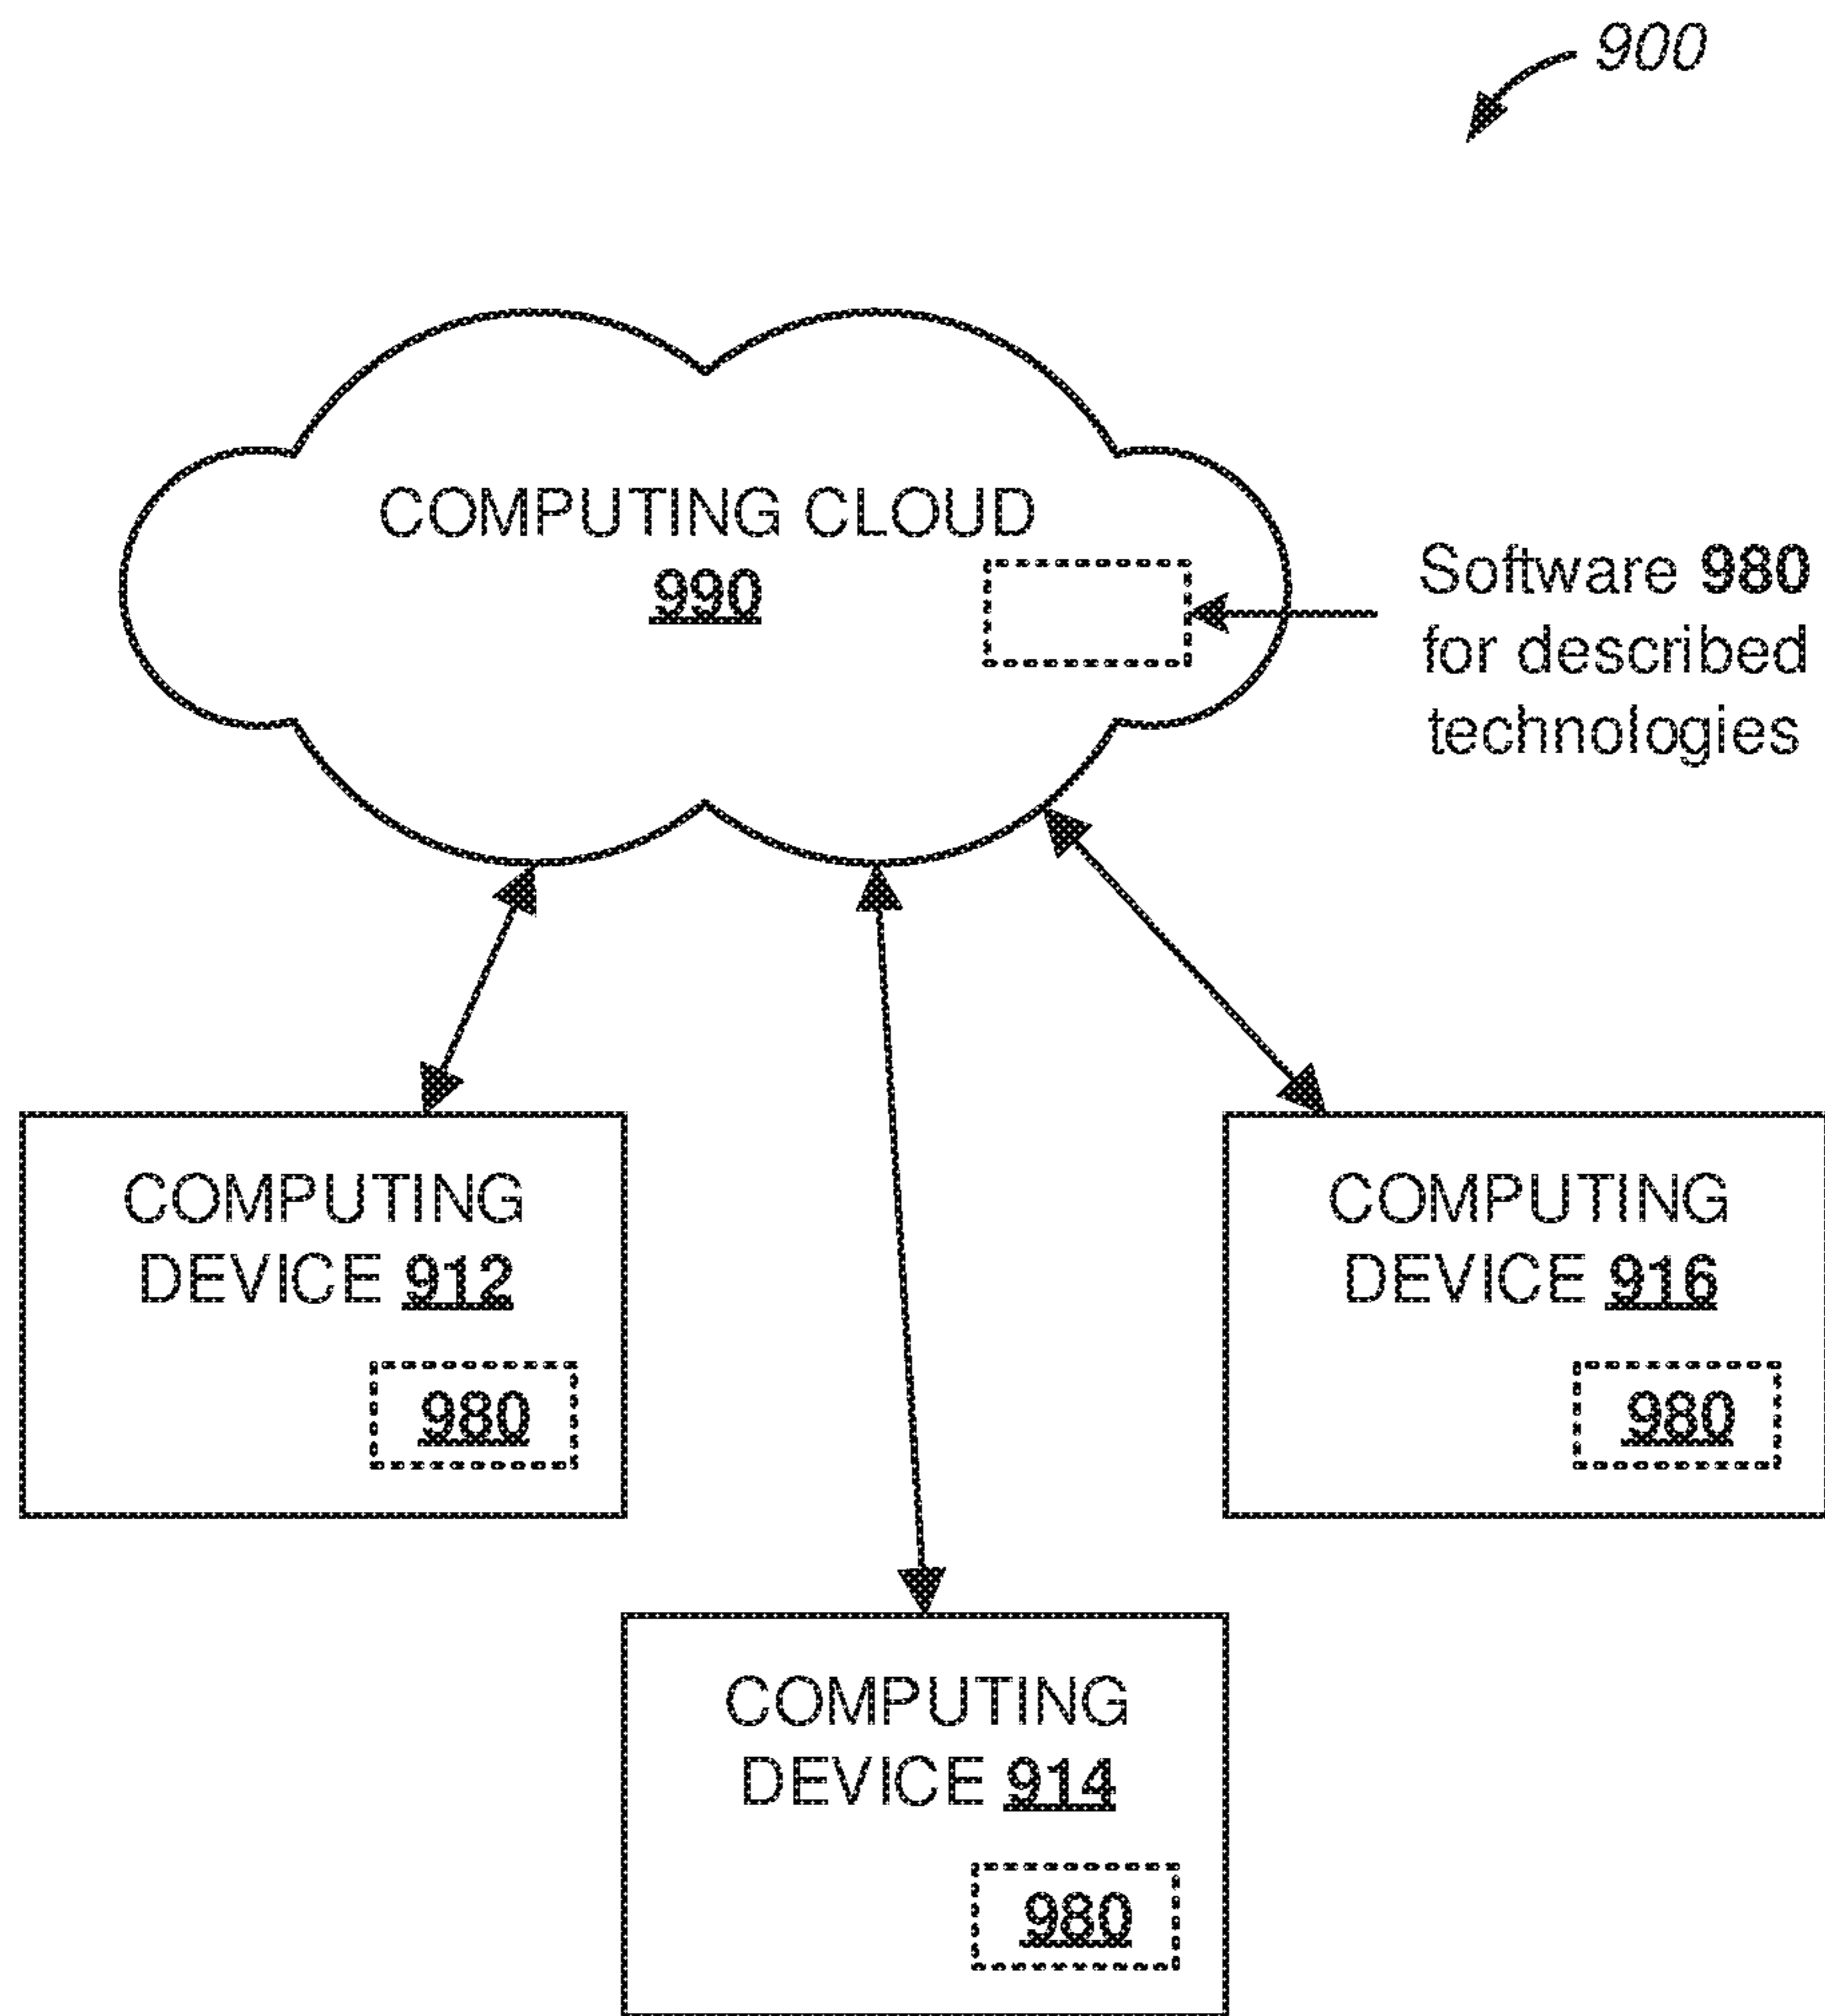 900
COMPUTING CLOUD
990
Software 980
for described
technologies
COMPUTING
DEVICE 912
980
COMPUTING
DEVICE 916
980
COMPUTING
DEVICE 914
980